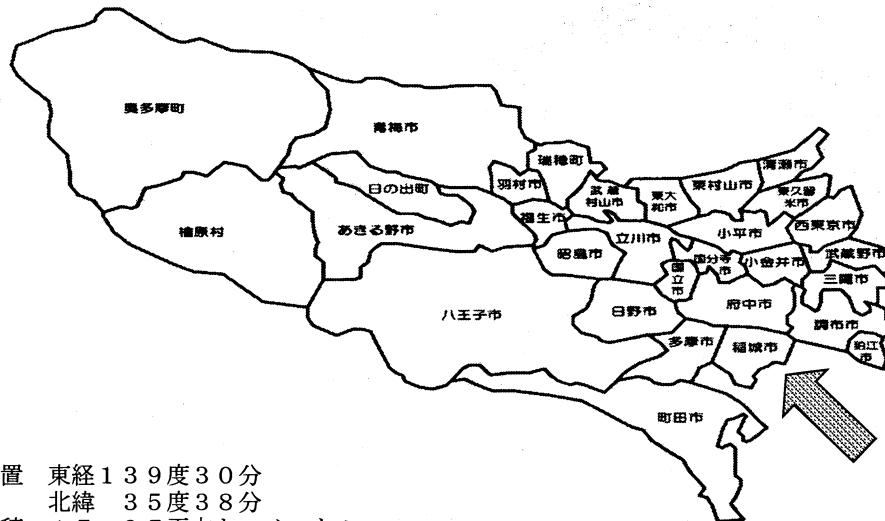 奥多摩町
青梅市
瑞穂町
清瀬市
羽村市
日の出町
武蔵
村山市
東大
和市
東村山市
東久留
米市
檜原村
あきる野市
福生市
立川市
小平市
西東京市
昭島市
国分寺
市
小金井市
武蔵野市
国
立
市
三鷹市
八王子市
日野市
府中市
調布市
多摩市
稲城市
狛江
市
町田市
置 東経139度30分
北緯 35度38分